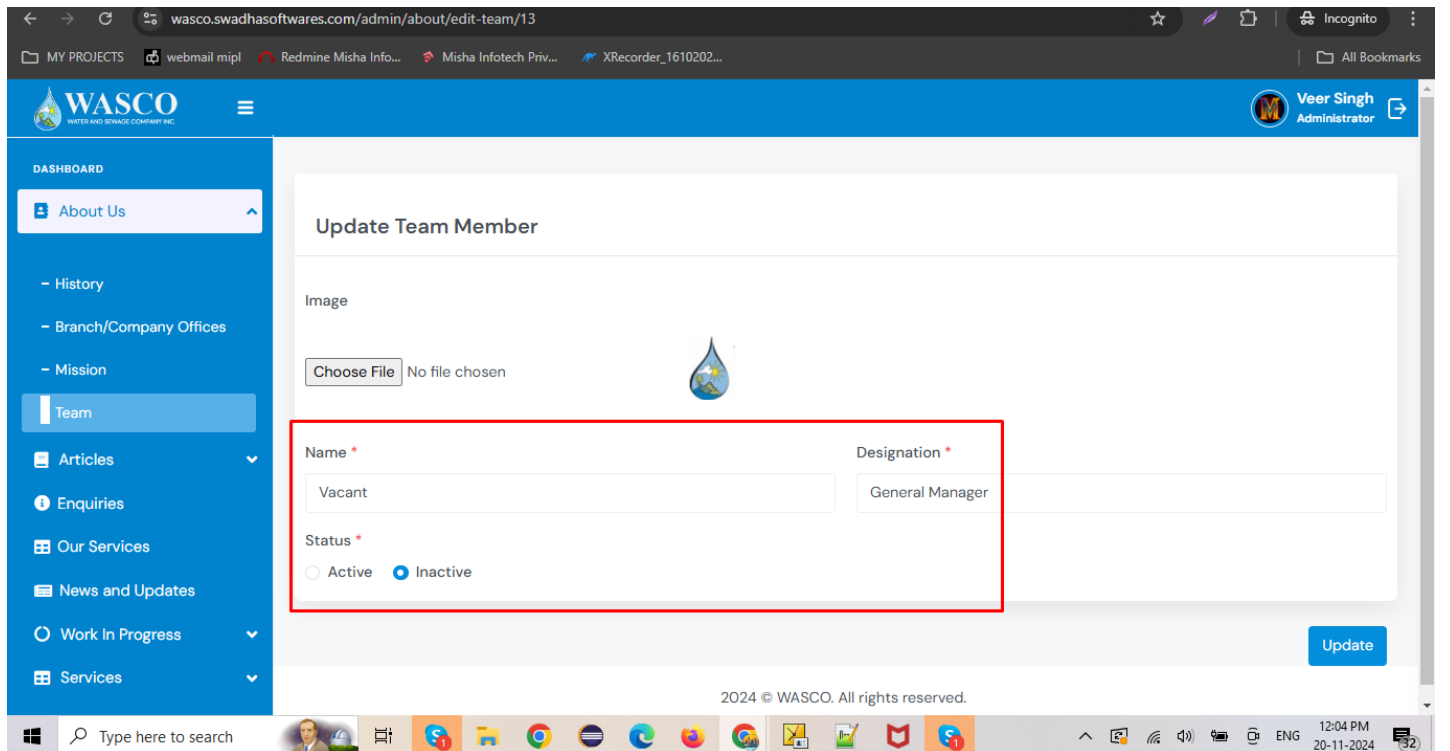 wasco.swadhasoftwares.com/admin/about/edit-team/13
Incognito
MY PROJECTS webmail mipl Redmine Misha Info... Misha Infotech Priv... XRecorder_1610202... All Bookmarks
WASCO
WATER AND SEWAGE COMPANY INC.
Veer Singh
Administrator
DASHBOARD
About Us
- History
- Branch/Company Offices
- Mission
Team
Articles
Enquiries
Our Services
News and Updates
Work In Progress
Services
Update Team Member
Image
Choose File No file chosen
Name * Designation *
Vacant General Manager
Status *
Active Inactive
Update
2024 © WASCO. All rights reserved.
Type here to search
ENG
12:04 PM
20-11-2024
32